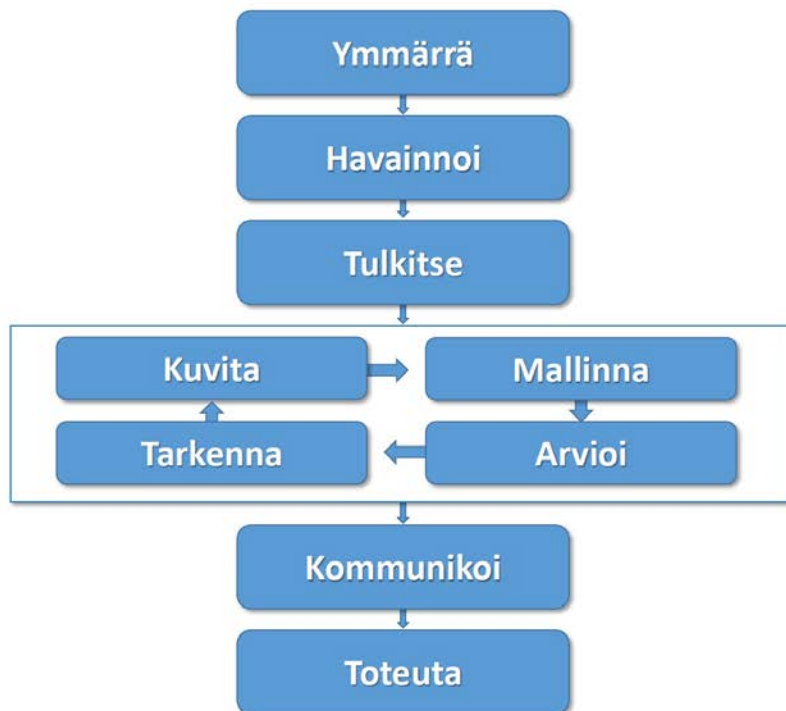 Ymmärrä
Havainnoi
Tulkitse
Kuvita
Mallinna
Tarkenna
Arvioi
Kommunikoi
Toteuta